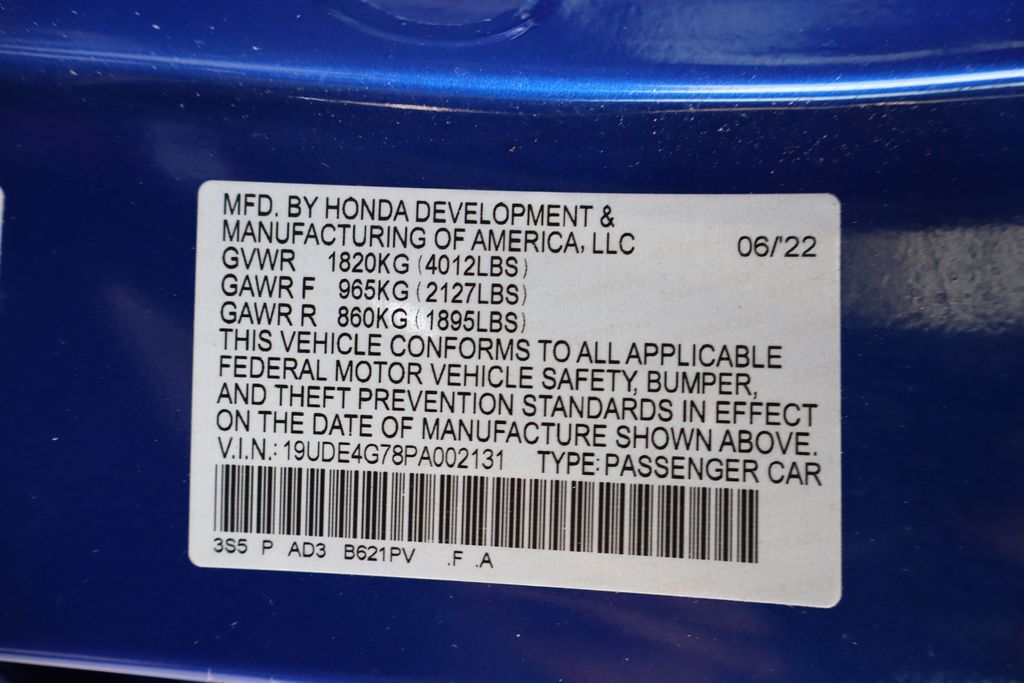 MFD. BY HONDA DEVELOPMENT &
MANUFACTURING OF AMERICA, LLC 06/'22
GVWR 1820KG (4012LBS)
GAWR F 965KG (2127LBS)
GAWR R 860KG (1895LBS)
THIS VEHICLE CONFORMS TO ALL APPLICABLE
FEDERAL MOTOR VEHICLE SAFETY, BUMPER,
AND THEFT PREVENTION STANDARDS IN EFFECT
ON THE DATE OF MANUFACTURE SHOWN ABOVE.
V.I.N.: 19UDE4G78PA002131 TYPE: PASSENGER CAR
3S5 P AD3 B621PV .F .A